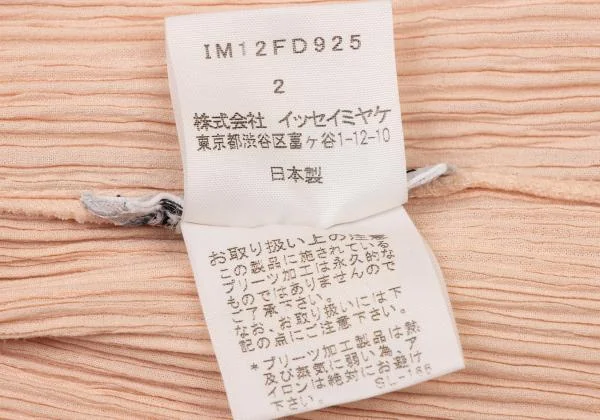 IM12FD925
2
株式会社 イッセイミヤケ
東京都渋谷区富ヶ谷1-12-10
日本製
お取り扱い上の注意
この製品に施されている
プリーツ加工は永久的な
ものではありませんので
ご了承下さい。
なお、お取り扱いには下
記の点にご注意下さい。
*プリーツ加工製品は熱
及び蒸気に弱い為、ア
イロンは絶対にお避け
下さい。